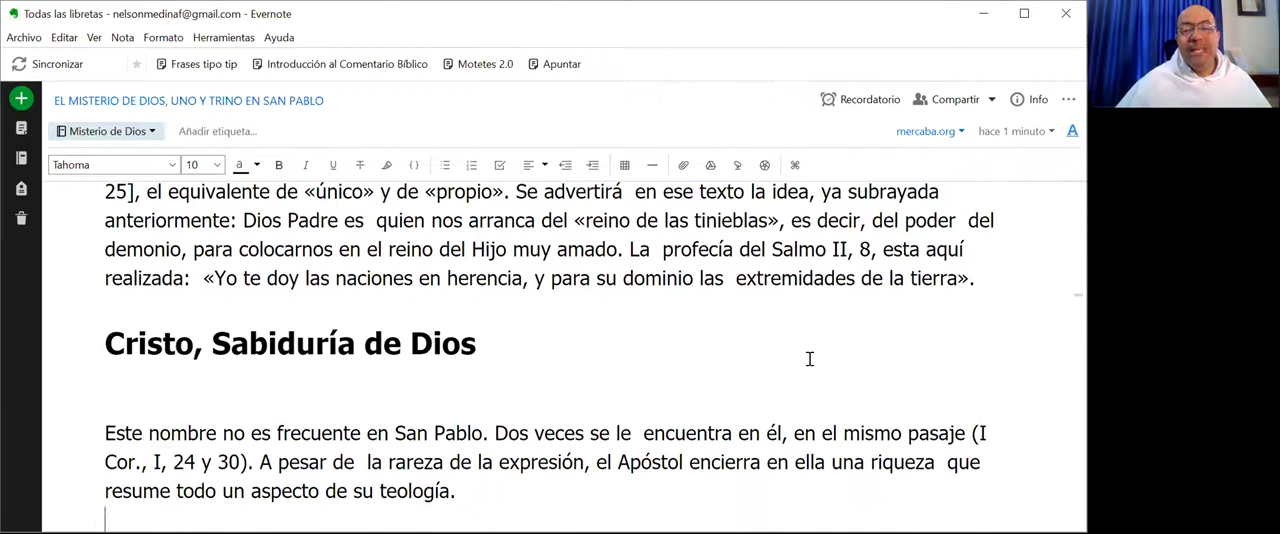 Todas las libretas - nelsonmedinaf@gmail.com - Evernote
Archivo Editar Ver Nota Formato Herramientas Ayuda
Sincronizar Frases tipo tip Introducción al Comentario Bíblico Motetes 2.0 Apuntar
EL MISTERIO DE DIOS, UNO Y TRINO EN SAN PABLO Recordatorio Compartir Info
Misterio de Dios Añadir etiqueta... mercaba.org hace 1 minuto A
Tahoma 10 a B I U T
25], el equivalente de «único» y de «propio». Se advertirá en ese texto la idea, ya subrayada
anteriormente: Dios Padre es quien nos arranca del «reino de las tinieblas», es decir, del poder del
demonio, para colocarnos en el reino del Hijo muy amado. La profecía del Salmo II, 8, esta aquí
realizada: «Yo te doy las naciones en herencia, y para su dominio las extremidades de la tierra».
Cristo, Sabiduría de Dios
Este nombre no es frecuente en San Pablo. Dos veces se le encuentra en él, en el mismo pasaje (I
Cor., I, 24 y 30). A pesar de la rareza de la expresión, el Apóstol encierra en ella una riqueza que
resume todo un aspecto de su teología.